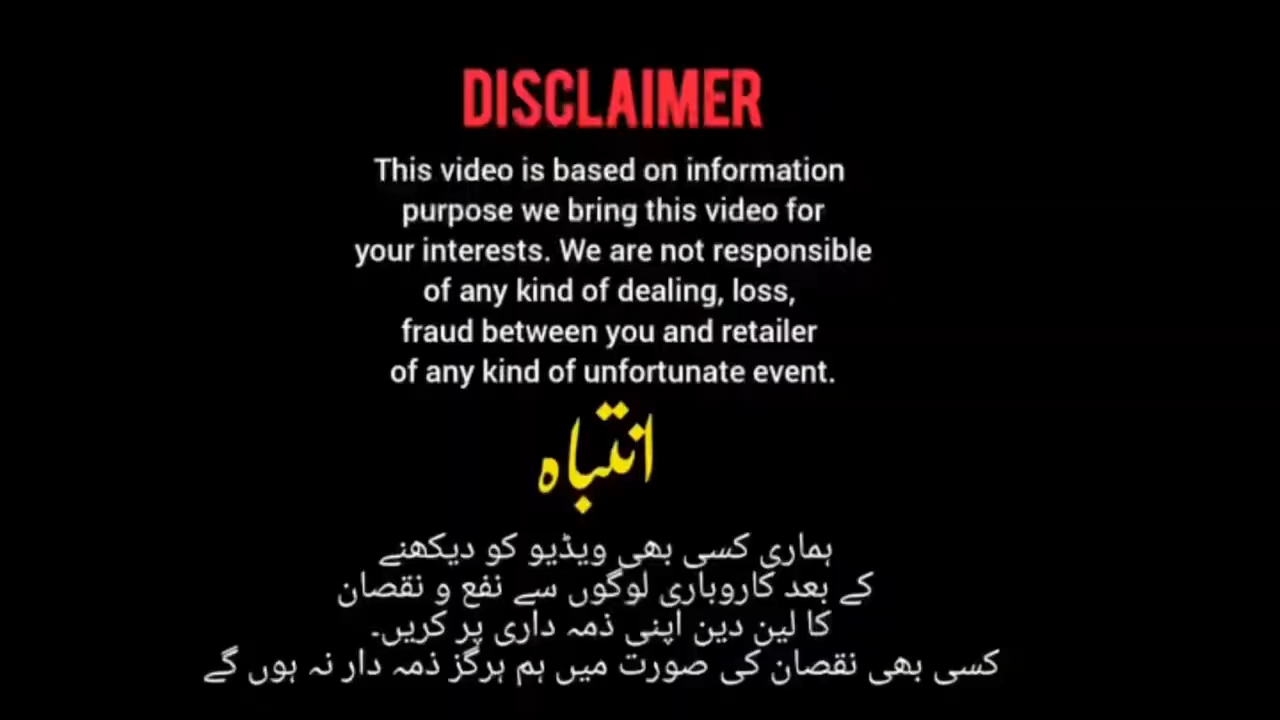 DISCLAIMER
This video is based on information
purpose we bring this video for
your interests. We are not responsible
of any kind of dealing, loss,
fraud between you and retailer
of any kind of unfortunate event.
انتباہ
ہماری کسی بھی ویڈیو کو دیکھنے
کے بعد کاروباری لوگوں سے نفع و نقصان
کا لین دین اپنی ذمہ داری پر کریں۔
کسی بھی نقصان کی صورت میں ہم ہرگز ذمہ دار نہ ہوں گے